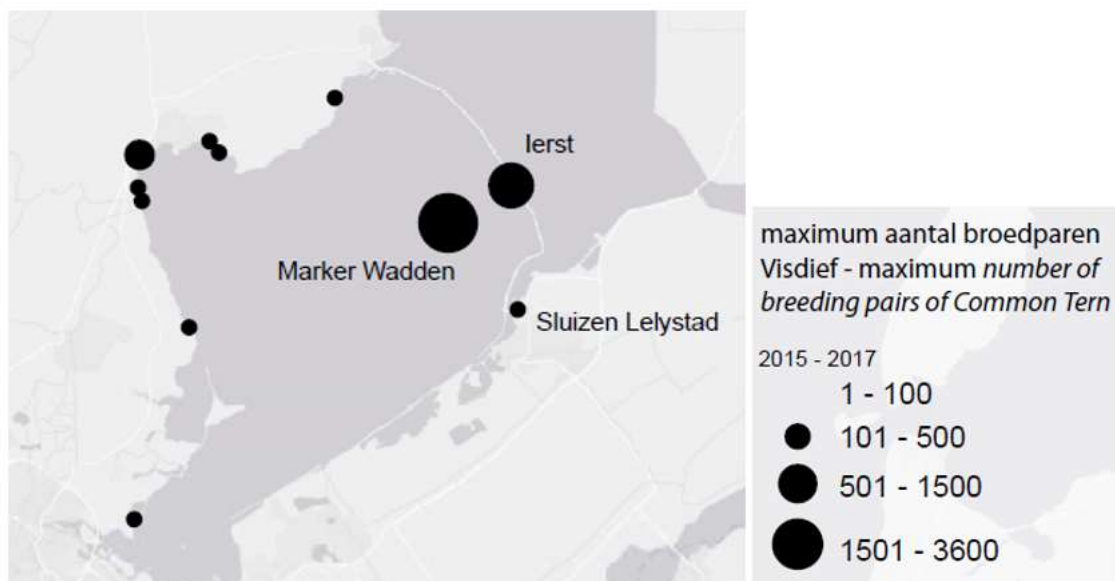 Ierst
Marker Wadden
Sluizen Lelystad
maximum aantal broedparen
Visdief - maximum number of
breeding pairs of Common Tern
2015 - 2017
1 - 100
101 - 500
501 - 1500
1501 - 3600